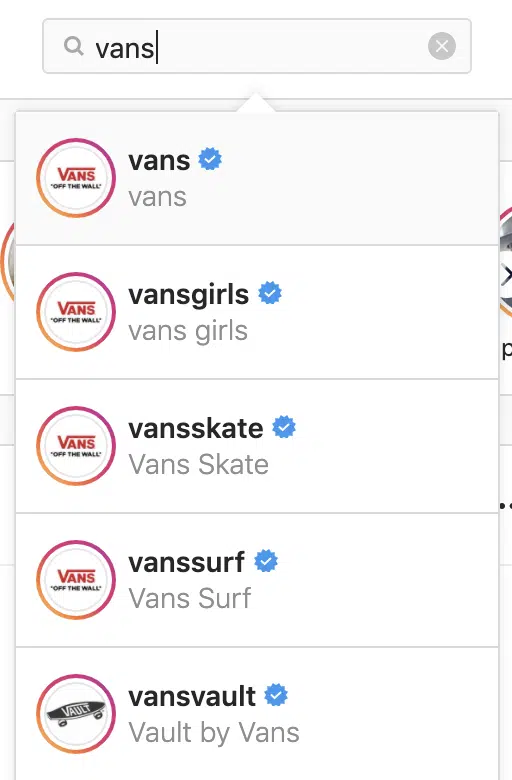 vans
VANS
"OFF THE WALL"
vans
vans
VANS
"OFF THE WALL"
vansgirls
vans girls
VANS
"OFF THE WALL"
vansskate
Vans Skate
VANS
"OFF THE WALL"
vanssurf
Vans Surf
VAULT
vansvault
Vault by Vans